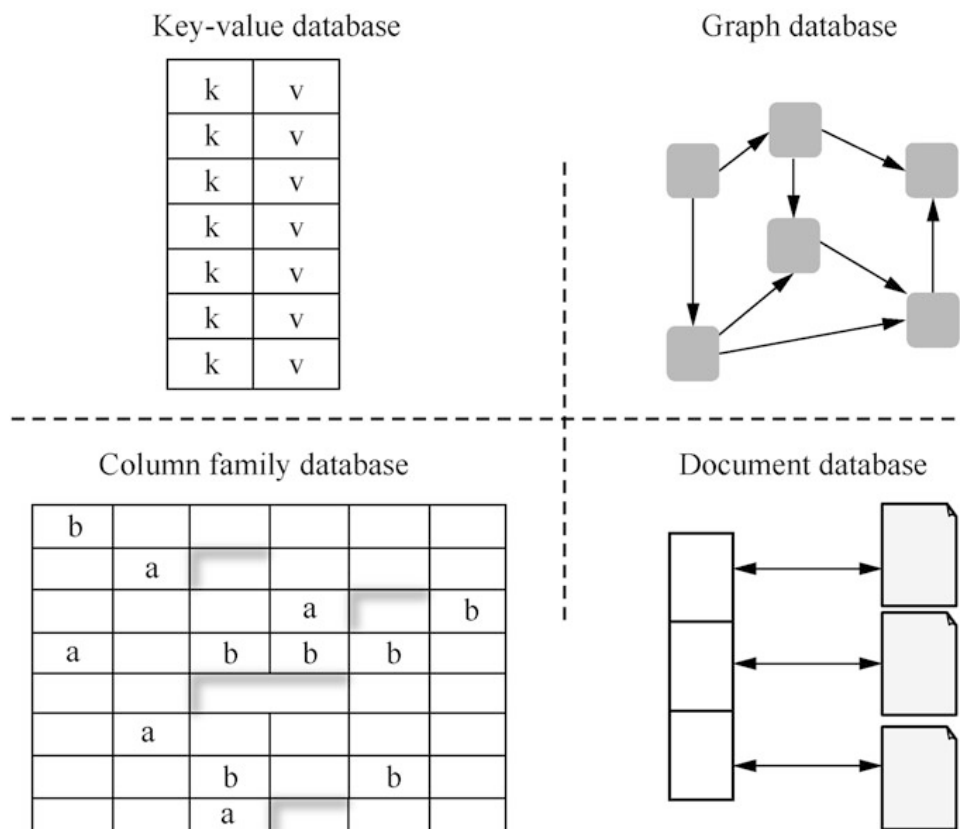 Key-value database
k v
k v
k v
k v
k v
k v
k v
Graph database
Column family database
b
a
a b
a b b b
a
b b
a
Document database